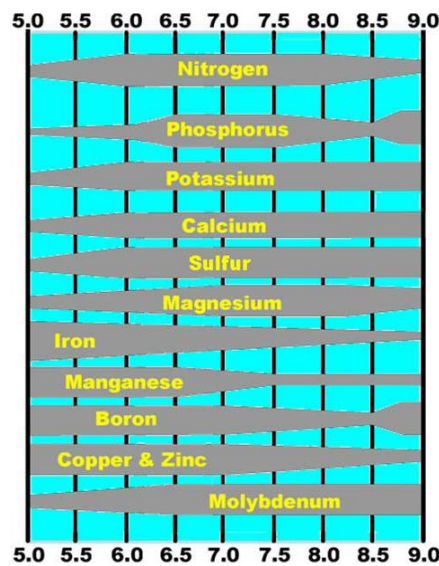 5.0 5.5 6.0 6.5 7.0 7.5 8.0 8.5 9.0
Nitrogen
Phosphorus
Potassium
Calcium
Sulfur
Magnesium
Iron
Manganese
Boron
Copper & Zinc
Molybdenum
5.0 5.5 6.0 6.5 7.0 7.5 8.0 8.5 9.0